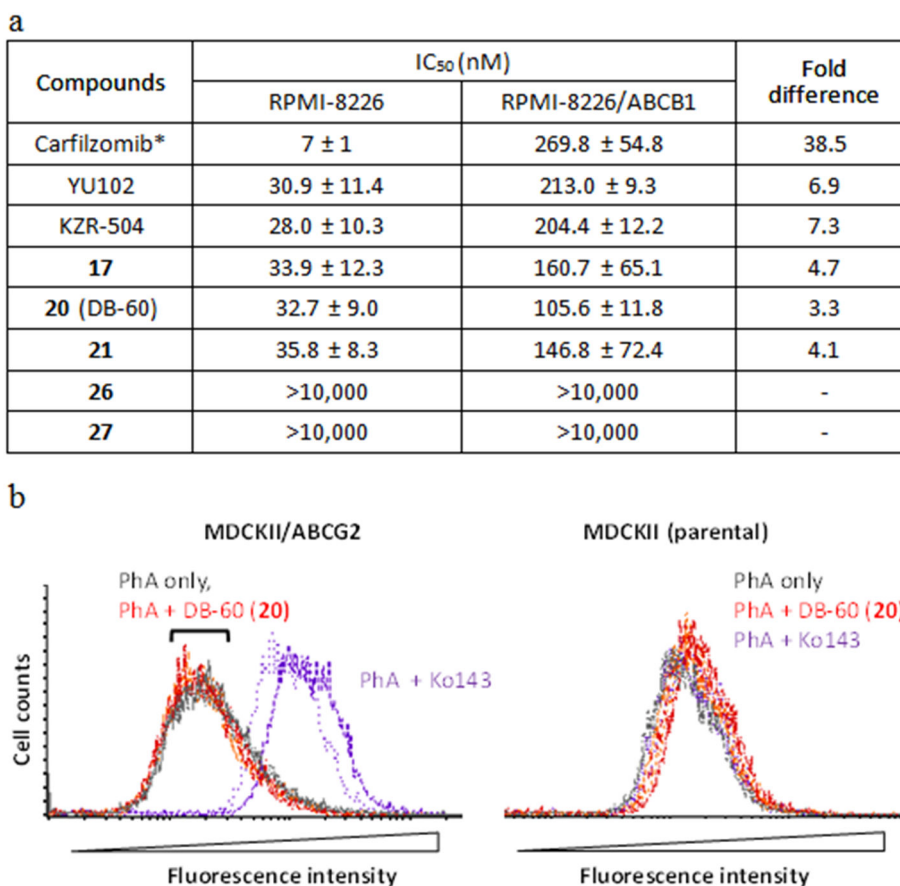 a
Compounds IC₅₀ (nM) Fold difference
RPMI-8226 RPMI-8226/ABCB1
Carfilzomib* 7 ± 1 269.8 ± 54.8 38.5
YU102 30.9 ± 11.4 213.0 ± 9.3 6.9
KZR-504 28.0 ± 10.3 204.4 ± 12.2 7.3
17 33.9 ± 12.3 160.7 ± 65.1 4.7
20 (DB-60) 32.7 ± 9.0 105.6 ± 11.8 3.3
21 35.8 ± 8.3 146.8 ± 72.4 4.1
26 >10,000 >10,000 -
27 >10,000 >10,000 -
b
MDCKII/ABCG2
PhA only,
PhA + DB-60 (20)
PhA + Ko143
Cell counts
Fluorescence intensity
MDCKII (parental)
PhA only
PhA + DB-60 (20)
PhA + Ko143
Fluorescence intensity